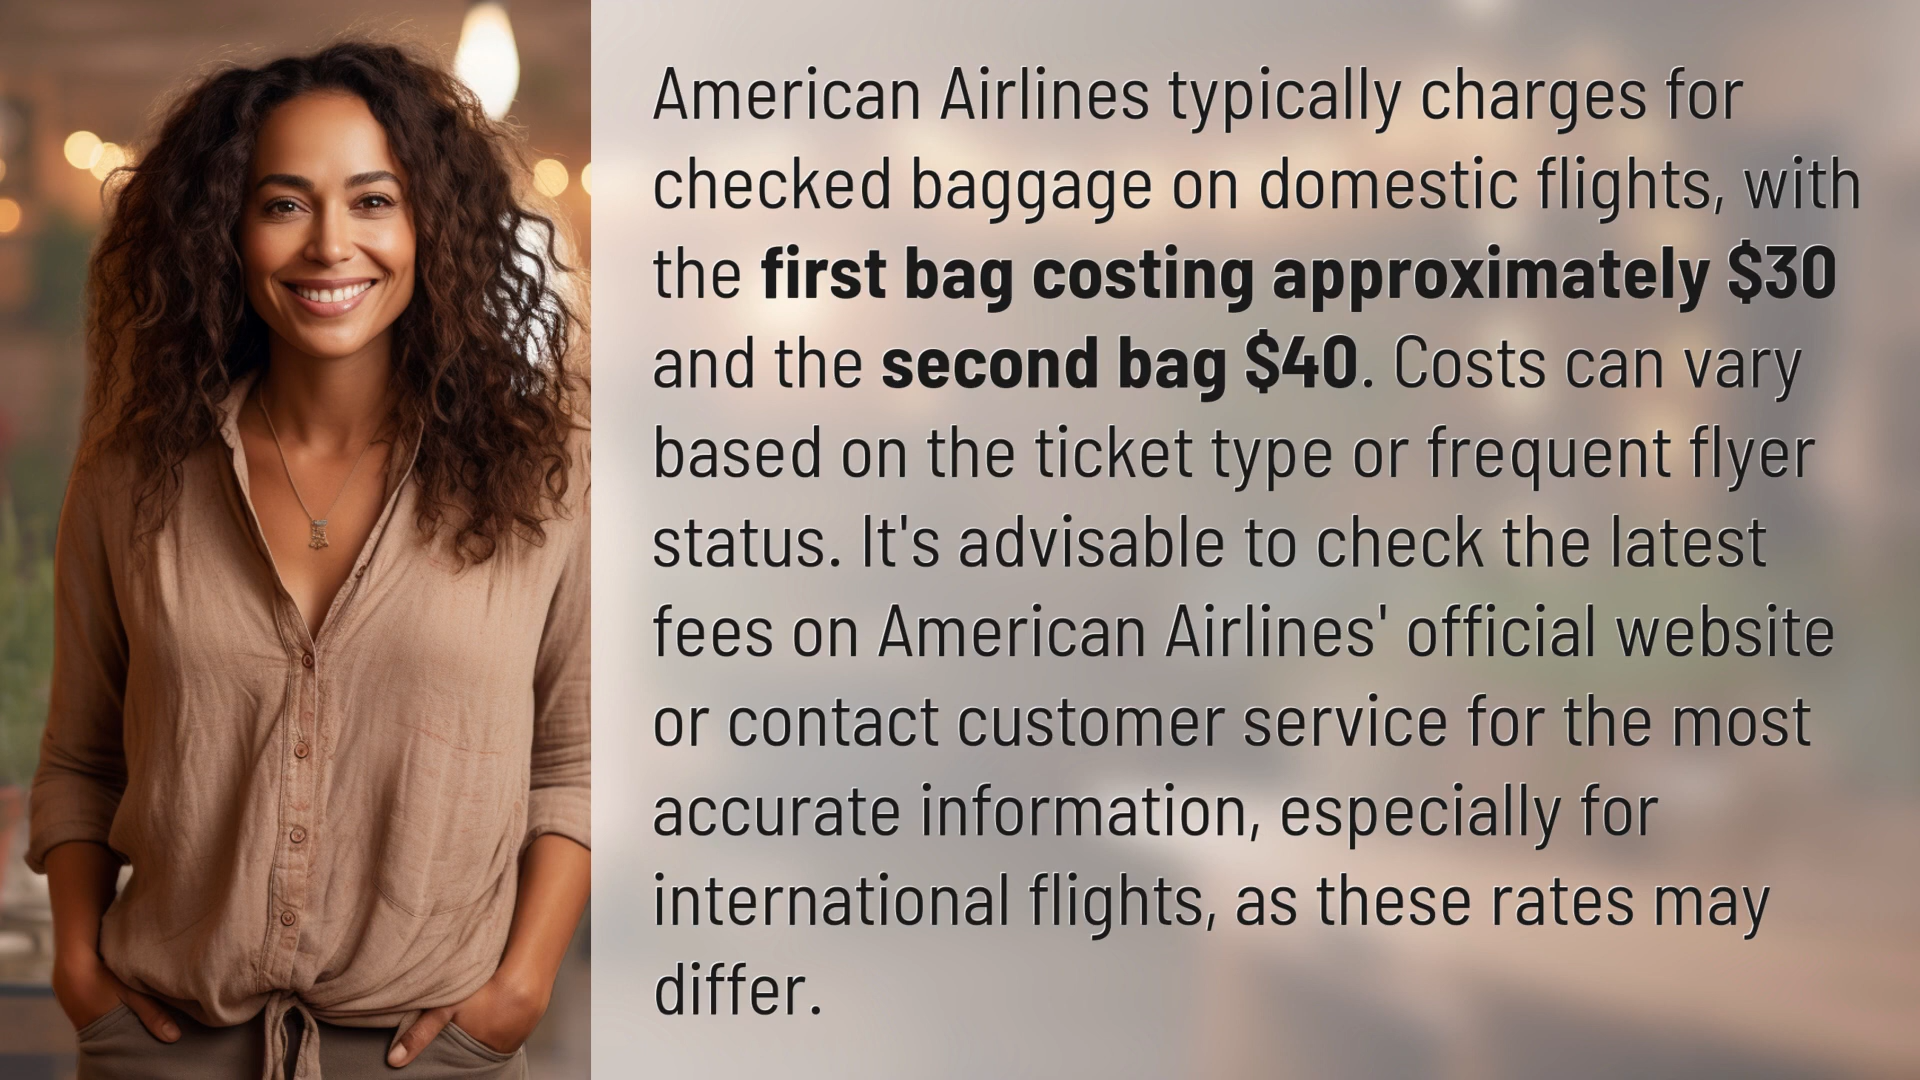 American Airlines typically charges for
checked baggage on domestic flights, with
the first bag costing approximately $30
and the second bag $40. Costs can vary
based on the ticket type or frequent flyer
status. It's advisable to check the latest
fees on American Airlines' official website
or contact customer service for the most
accurate information, especially for
international flights, as these rates may
differ.